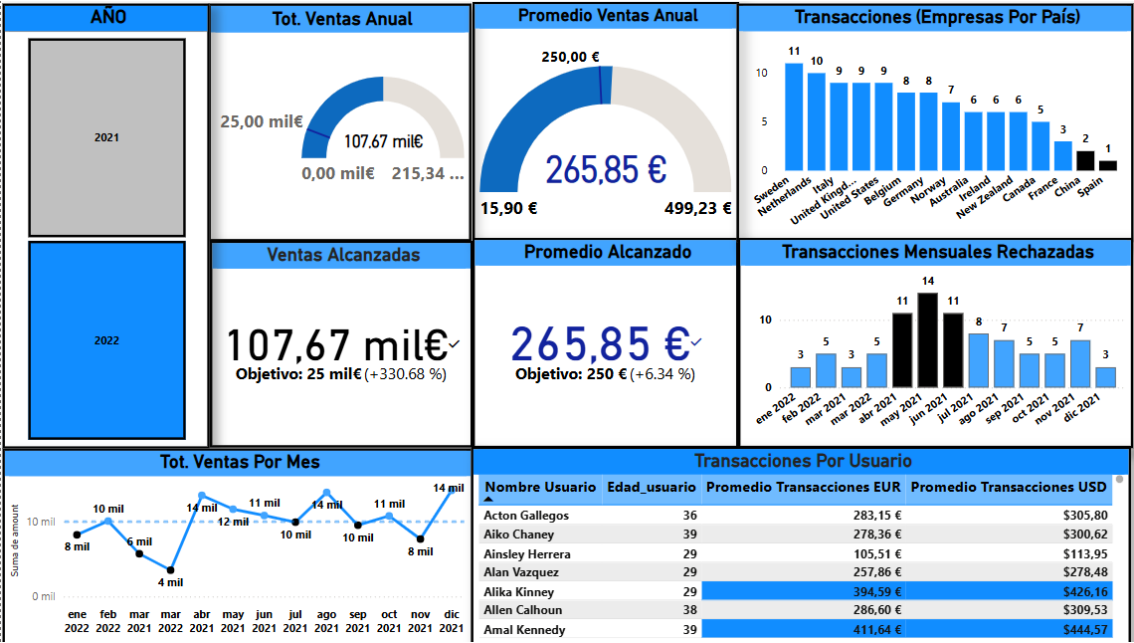 AÑO
2021
2022
Tot. Ventas Anual
25,00 mil€
107,67 mil€
0,00 mil€ 215,34 ...
Promedio Ventas Anual
250,00 €
265,85 €
15,90 € 499,23 €
Transacciones (Empresas Por País)
10
5
0
11 10 9 9 9 8 8 7 6 6 6 5 3 2 1
Sweden
Netherlands
Italy
United Kingd...
United States
Belgium
Germany
Norway
Australia
Ireland
New Zealand
Canada
France
China
Spain
Ventas Alcanzadas
107,67 mil€
Objetivo: 25 mil€ (+330.68 %)
Promedio Alcanzado
265,85 €
Objetivo: 250 € (+6.34 %)
Transacciones Mensuales Rechazadas
10
0
3 5 3 5 11 14 11 8 7 5 5 7 3
ene 2022
feb 2022
mar 2021
mar 2022
abr 2021
may 2021
jun 2021
jul 2021
ago 2021
sep 2021
oct 2021
nov 2021
dic 2021
Tot. Ventas Por Mes
Suma de amount
10 mil
0 mil
8 mil
10 mil
6 mil
4 mil
14 mil
12 mil
11 mil
10 mil
14 mil
10 mil
11 mil
8 mil
14 mil
ene feb mar mar abr may jun jul ago sep oct nov dic
2022 2022 2021 2022 2021 2021 2021 2021 2021 2021 2021 2021 2021
Transacciones Por Usuario
Nombre Usuario Edad_usuario Promedio Transacciones EUR Promedio Transacciones USD
Acton Gallegos 36 283,15 € $305,80
Aiko Chaney 39 278,36 € $300,62
Ainsley Herrera 29 105,51 € $113,95
Alan Vazquez 29 257,86 € $278,48
Alika Kinney 29 394,59 € $426,16
Allen Calhoun 38 286,60 € $309,53
Amal Kennedy 39 411,64 € $444,57